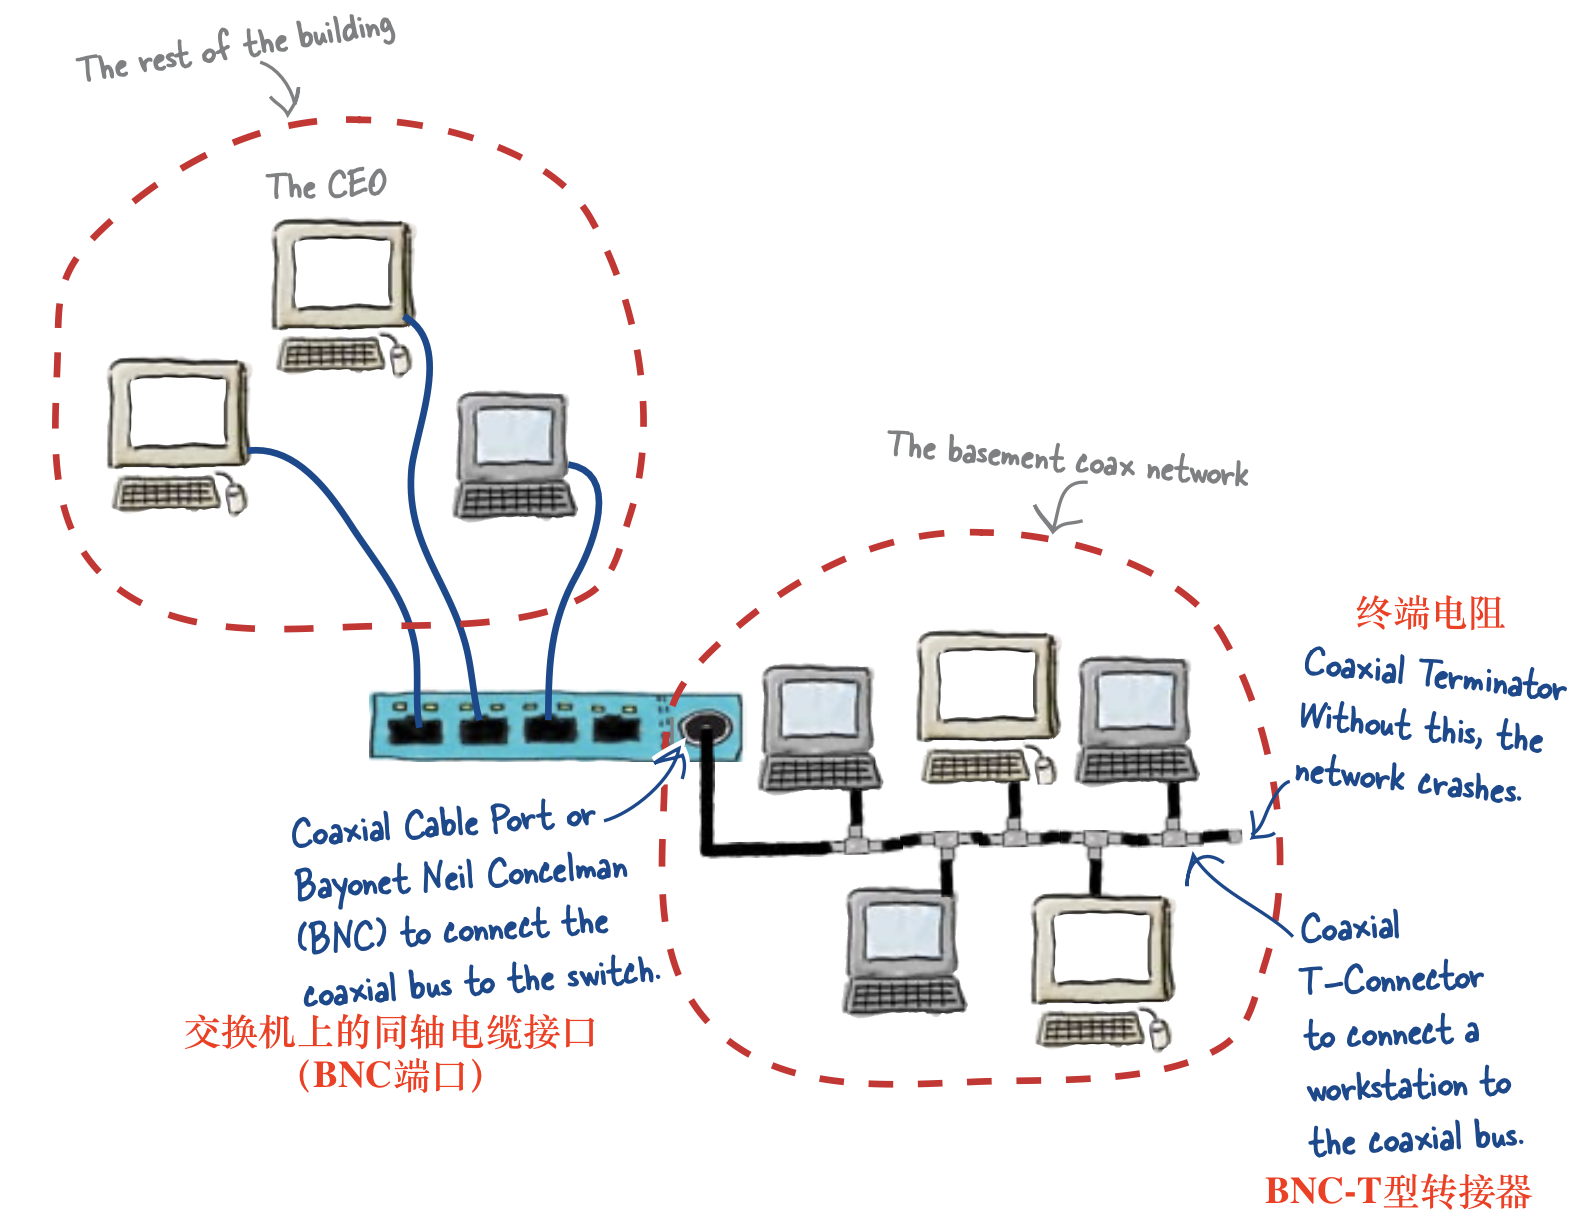 The rest of the building
The CEO
The basement coax network
终端电阻
Coaxial Terminator
Without this, the
network crashes.
Coaxial Cable Port or
Bayonet Neil Concelman
(BNC) to connect the
coaxial bus to the switch.
交换机上的同轴电缆接口
（BNC端口）
Coaxial
T-Connector
to connect a
workstation to
the coaxial bus.
BNC-T型转接器